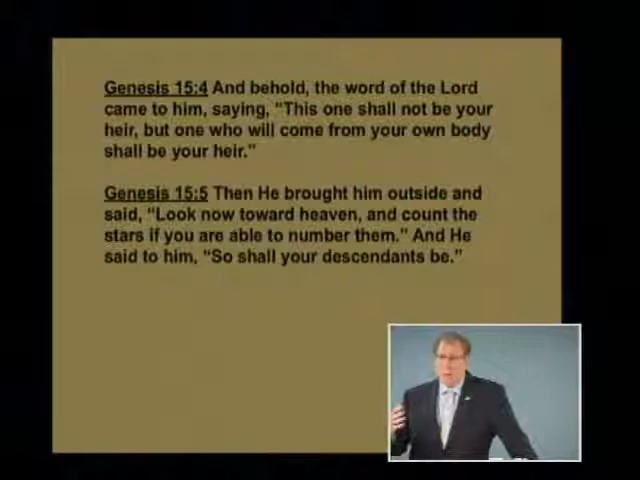 Genesis 15:4 And behold, the word of the Lord
came to him, saying, “This one shall not be your
heir, but one who will come from your own body
shall be your heir.”
Genesis 15:5 Then He brought him outside and
said, “Look now toward heaven, and count the
stars if you are able to number them.” And He
said to him, “So shall your descendants be.”